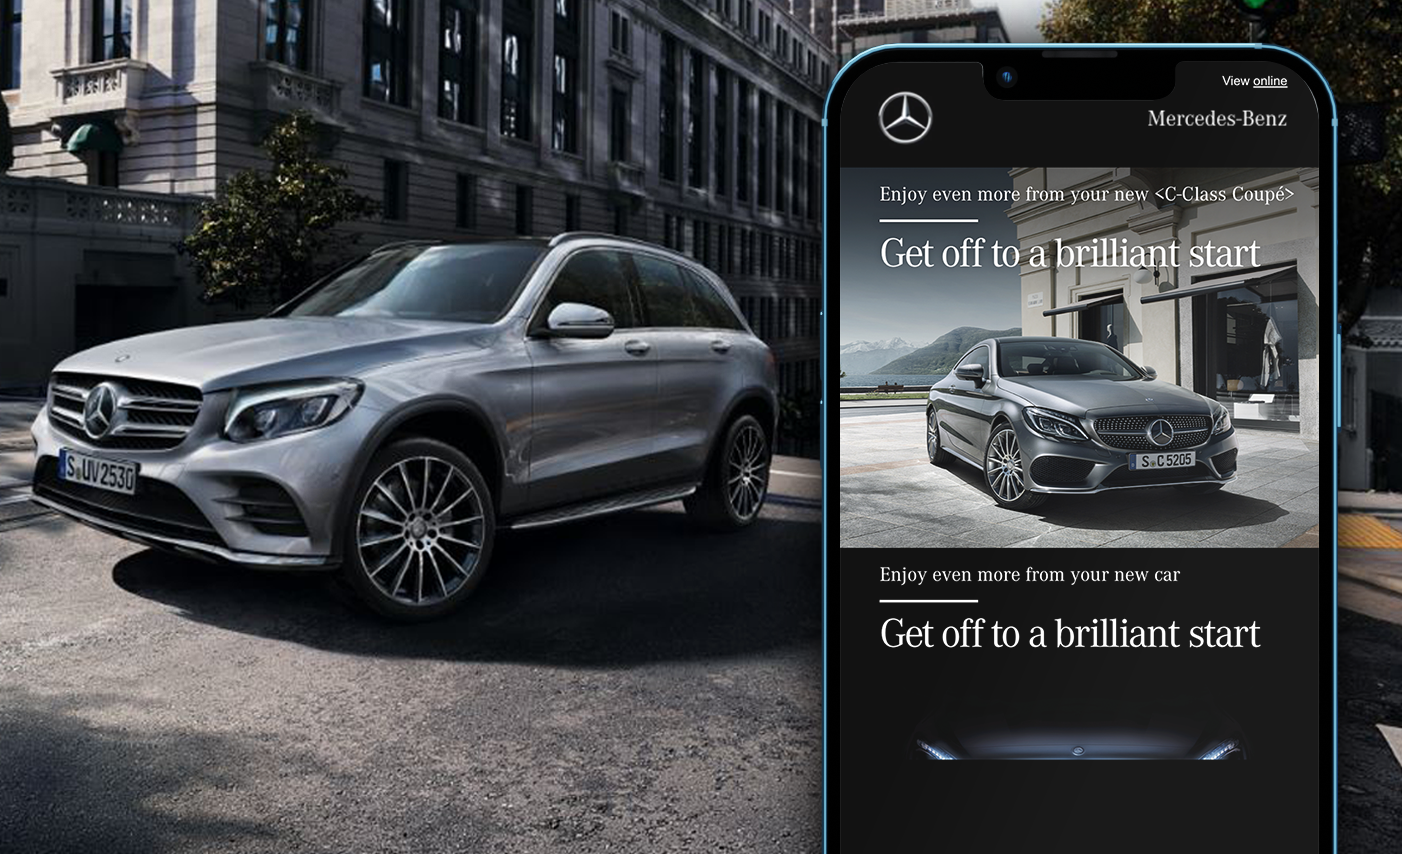 View online
Mercedes-Benz
Enjoy even more from your new <C-Class Coupé>
Get off to a brilliant start
S UV 2530
S C 5205
Enjoy even more from your new car
Get off to a brilliant start